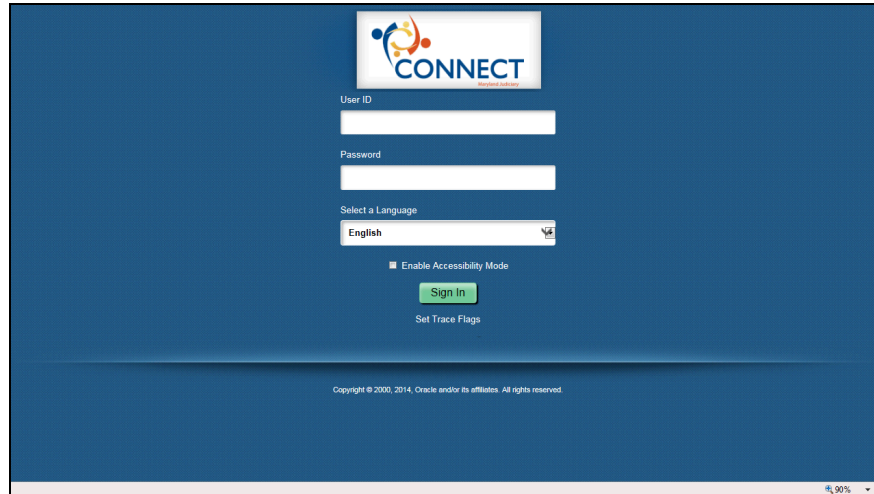 CONNECT
Maryland Judiciary
User ID
Password
Select a Language
English
Enable Accessibility Mode
Sign In
Set Trace Flags
Copyright © 2000, 2014, Oracle and/or its affiliates. All rights reserved.
90%